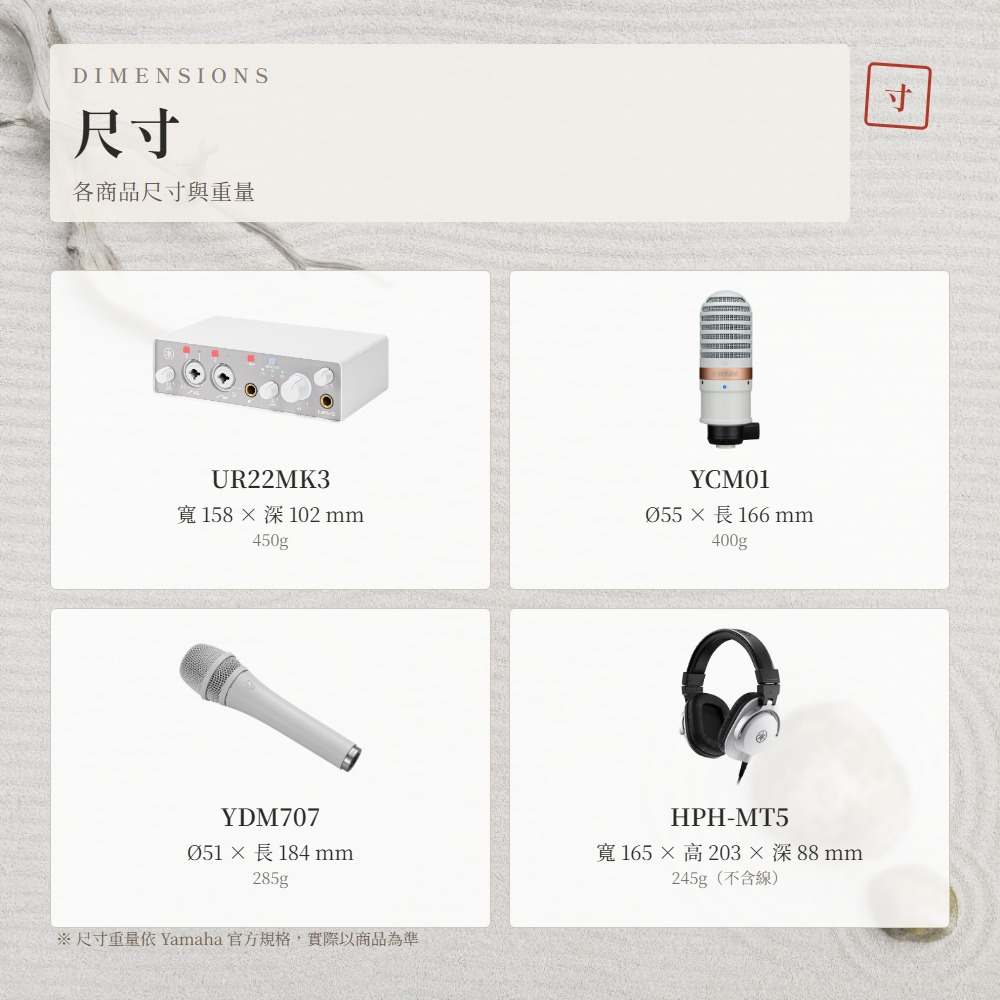 DIMENSIONS
尺寸
各商品尺寸與重量
寸
UR22MK3
寬 158 × 深 102 mm
450g
YCM01
Ø55 × 長 166 mm
400g
YDM707
Ø51 × 長 184 mm
285g
HPH-MT5
寬 165 × 高 203 × 深 88 mm
245g（不含線）
※ 尺寸重量依 Yamaha 官方規格，實際以商品為準